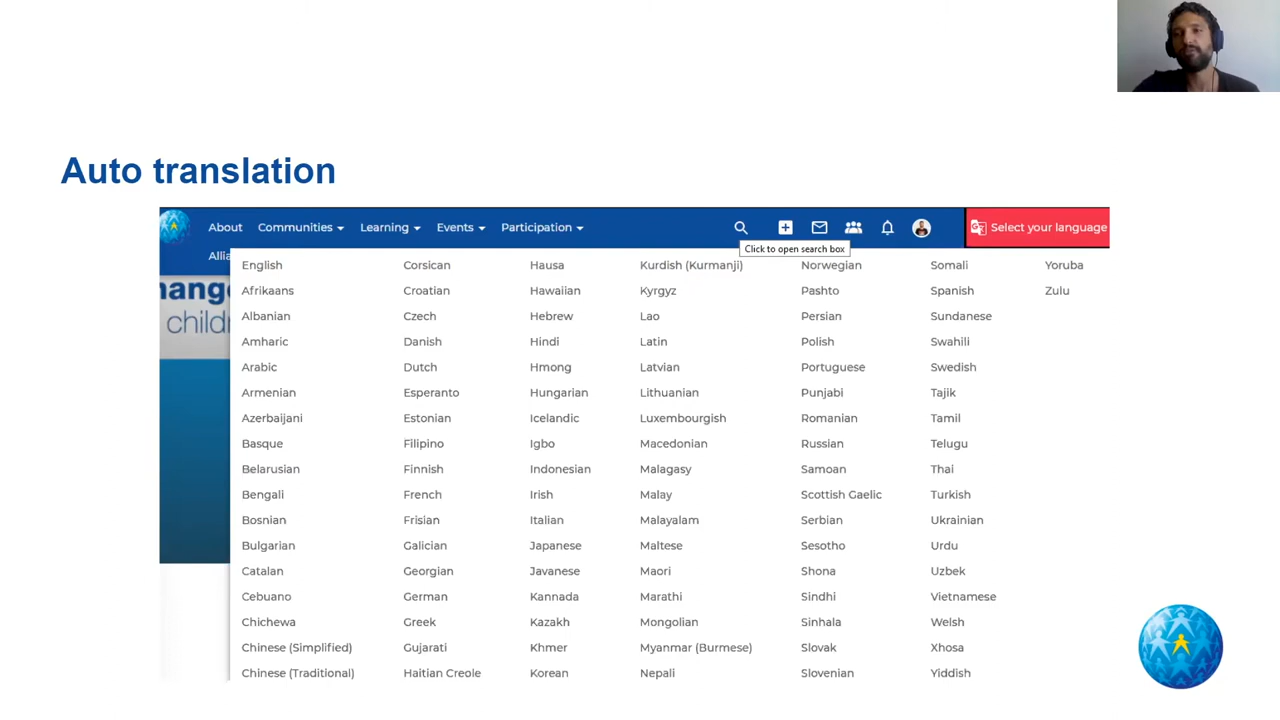 Auto translation
About Communities Learning Events Participation Select your language
Click to open search box
Allia
hange
childr
English Corsican Hausa Kurdish (Kurmanji) Norwegian Somali Yoruba
Afrikaans Croatian Hawaiian Kyrgyz Pashto Spanish Zulu
Albanian Czech Hebrew Lao Persian Sundanese
Amharic Danish Hindi Latin Polish Swahili
Arabic Dutch Hmong Latvian Portuguese Swedish
Armenian Esperanto Hungarian Lithuanian Punjabi Tajik
Azerbaijani Estonian Icelandic Luxembourgish Romanian Tamil
Basque Filipino Igbo Macedonian Russian Telugu
Belarusian Finnish Indonesian Malagasy Samoan Thai
Bengali French Irish Malay Scottish Gaelic Turkish
Bosnian Frisian Italian Malayalam Serbian Ukrainian
Bulgarian Galician Japanese Maltese Sesotho Urdu
Catalan Georgian Javanese Maori Shona Uzbek
Cebuano German Kannada Marathi Sindhi Vietnamese
Chichewa Greek Kazakh Mongolian Sinhala Welsh
Chinese (Simplified) Gujarati Khmer Myanmar (Burmese) Slovak Xhosa
Chinese (Traditional) Haitian Creole Korean Nepali Slovenian Yiddish